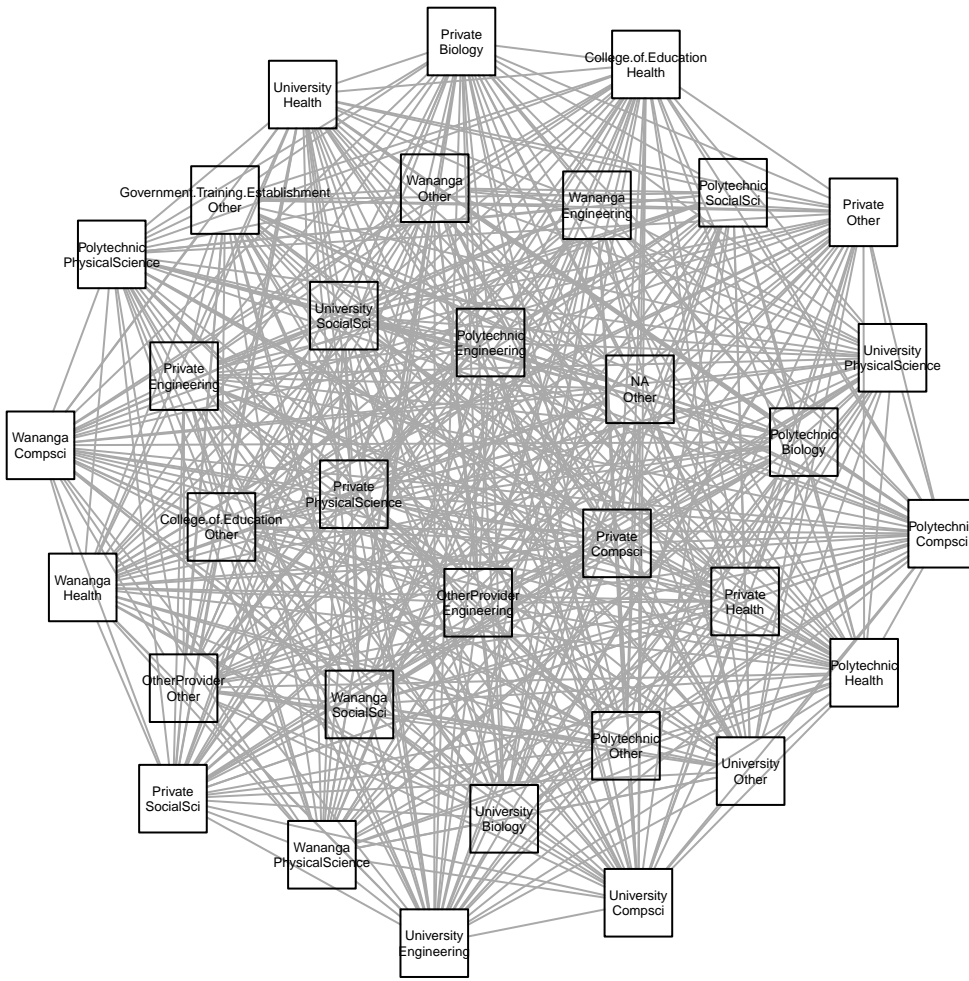 Private
Biology
College.of.Education
Health
University
Health
Wananga
Other
Polytechnic
SocialSci
Government.Training.Establishment
Other
Wananga
Engineering
Private
Other
Polytechnic
PhysicalScience
University
SocialSci
Polytechnic
Engineering
University
PhysicalScience
Private
Engineering
NA
Other
Wananga
Compsci
Polytechnic
Biology
Private
PhysicalScience
College.of.Education
Other
Private
Compsci
Polytechnic
Compsci
Wananga
Health
OtherProvider
Engineering
Private
Health
Polytechnic
Health
OtherProvider
Other
Wananga
SocialSci
Polytechnic
Other
University
Other
Private
SocialSci
University
Biology
Wananga
PhysicalScience
University
Compsci
University
Engineering